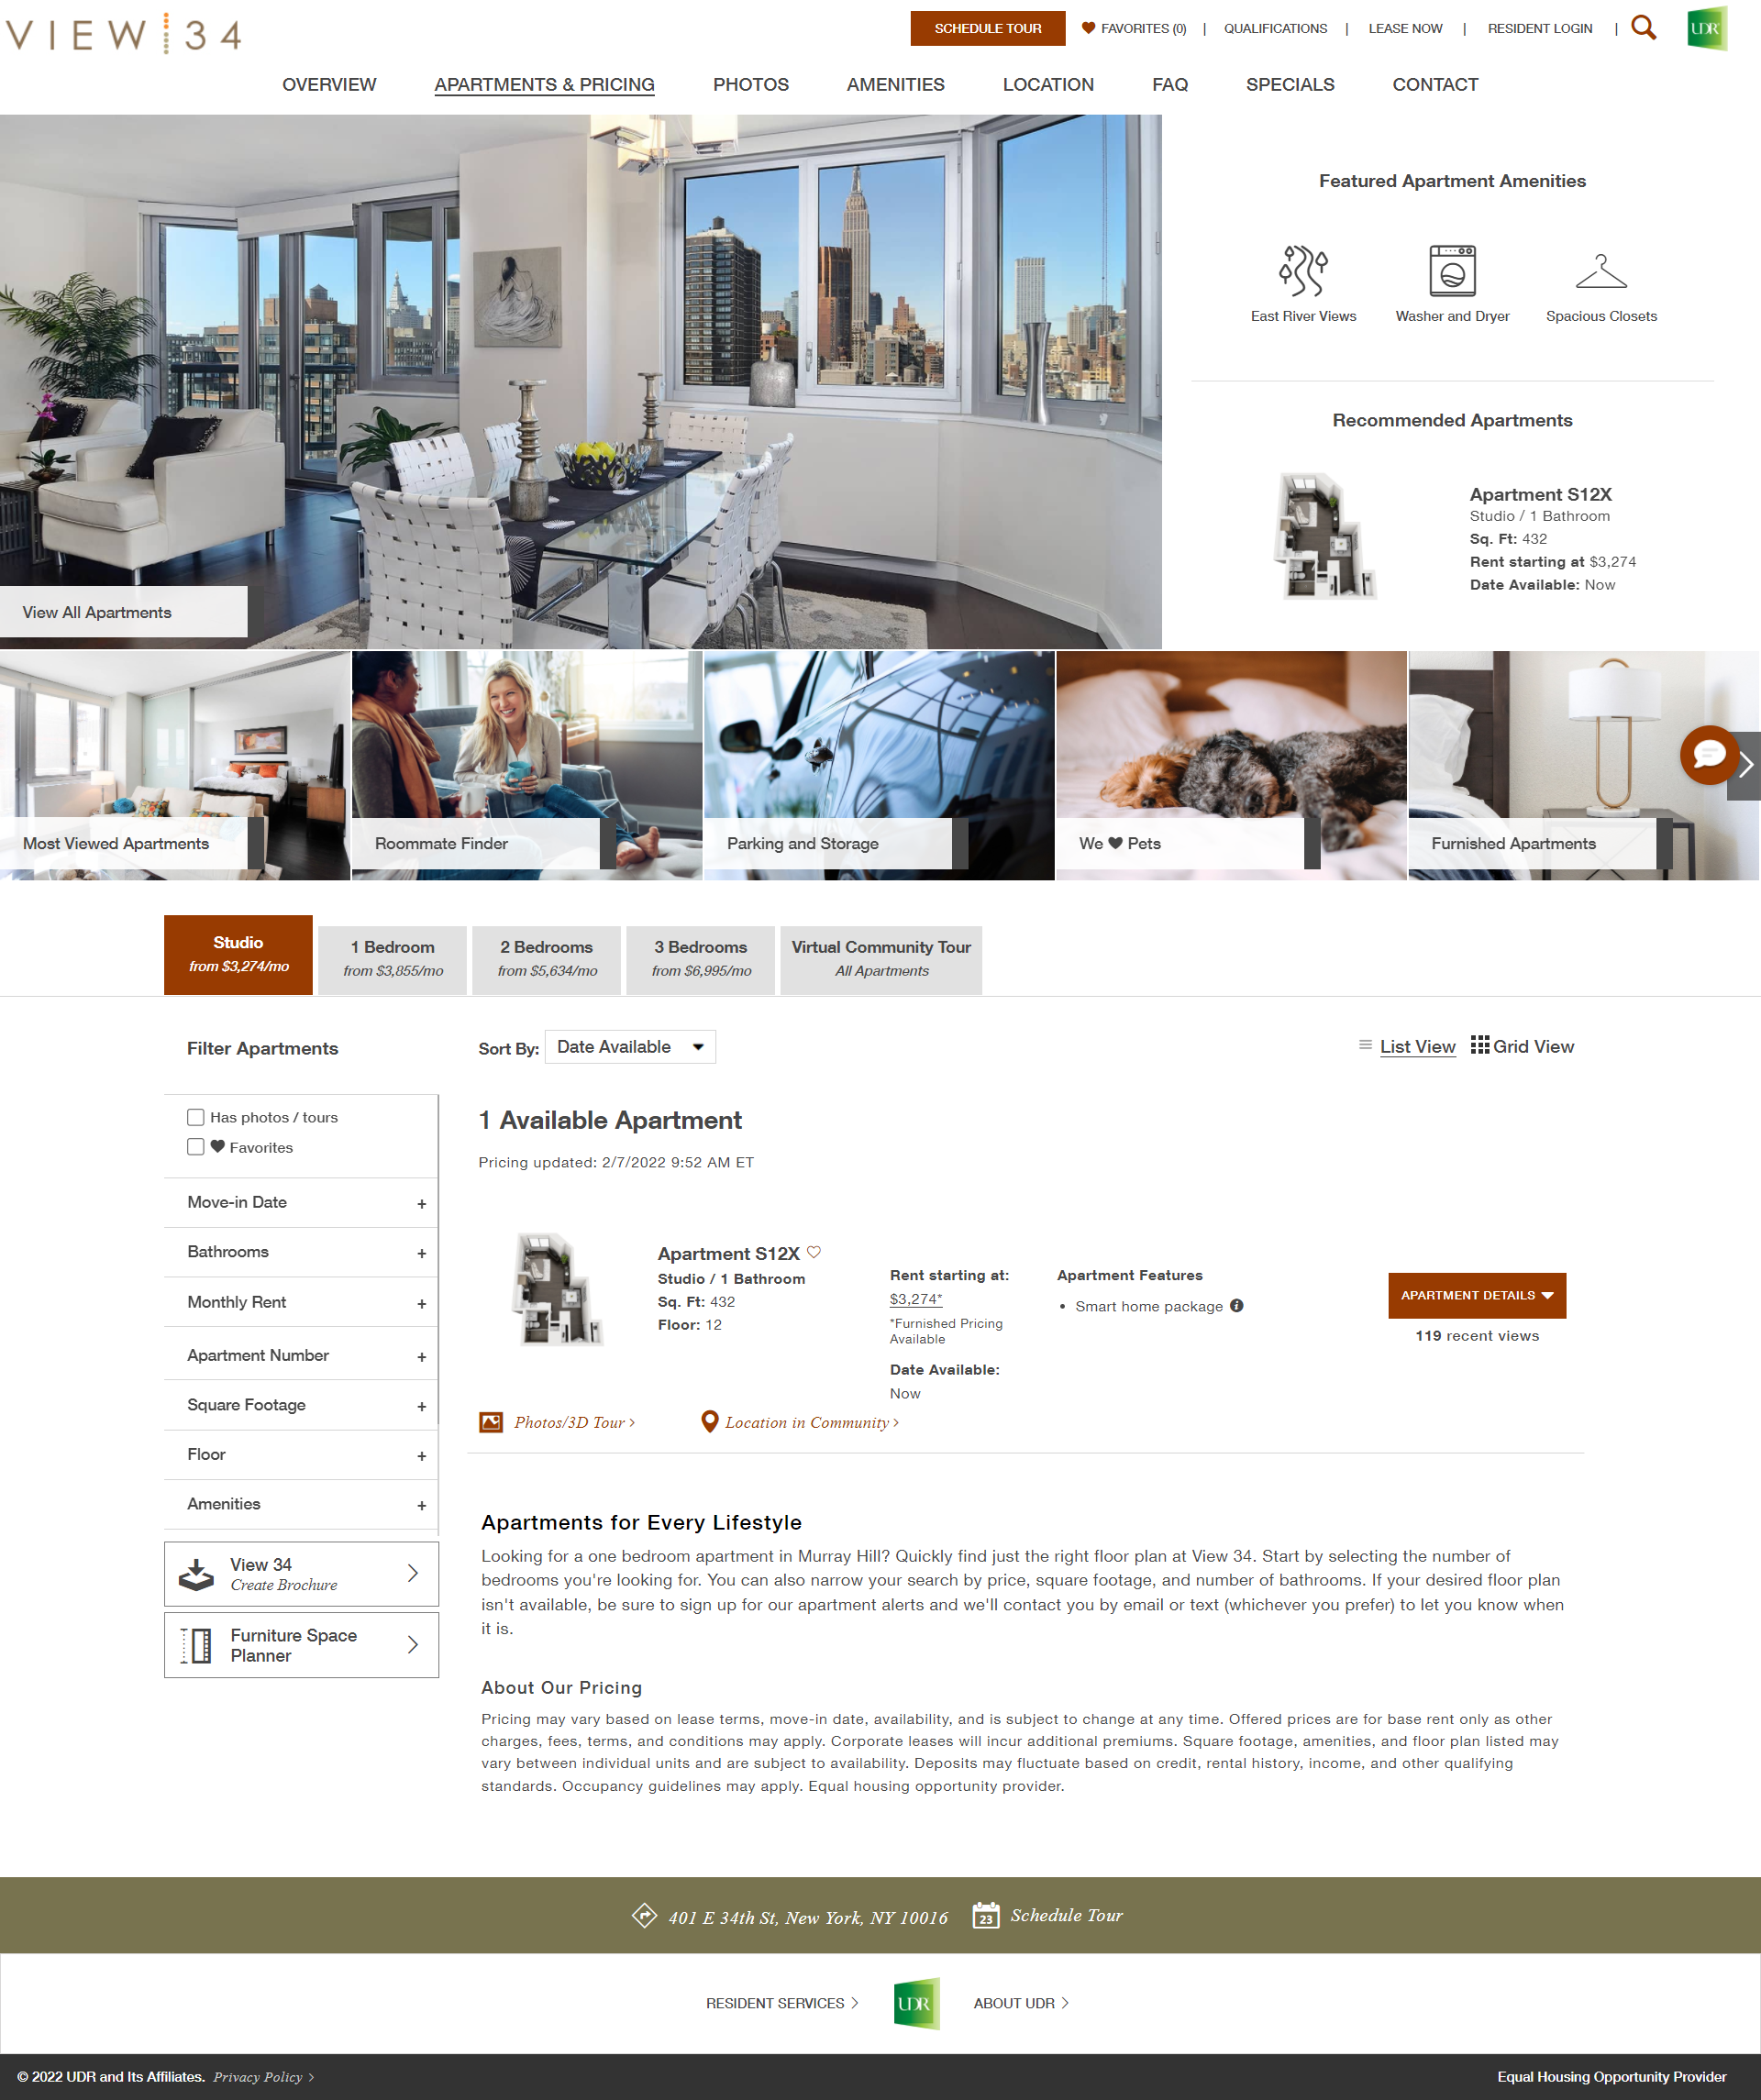 VIEW 34
SCHEDULE TOUR
FAVORITES (0) | QUALIFICATIONS | LEASE NOW | RESIDENT LOGIN |
UDR
OVERVIEW
APARTMENTS & PRICING
PHOTOS
AMENITIES
LOCATION
FAQ
SPECIALS
CONTACT
View All Apartments
Featured Apartment Amenities
East River Views
Washer and Dryer
Spacious Closets
Recommended Apartments
Apartment S12X
Studio / 1 Bathroom
Sq. Ft: 432
Rent starting at $3,274
Date Available: Now
Most Viewed Apartments
Roommate Finder
Parking and Storage
We ♥ Pets
Furnished Apartments
Studio
from $3,274/mo
1 Bedroom
from $3,855/mo
2 Bedrooms
from $5,634/mo
3 Bedrooms
from $6,995/mo
Virtual Community Tour
All Apartments
Filter Apartments
Has photos / tours
♥ Favorites
Move-in Date +
Bathrooms +
Monthly Rent +
Apartment Number +
Square Footage +
Floor +
Amenities +
View 34
Create Brochure
Furniture Space
Planner
Sort By: Date Available
List View
Grid View
1 Available Apartment
Pricing updated: 2/7/2022 9:52 AM ET
Apartment S12X
Studio / 1 Bathroom
Sq. Ft: 432
Floor: 12
Rent starting at:
$3,274*
*Furnished Pricing
Available
Date Available:
Now
Apartment Features
• Smart home package
APARTMENT DETAILS
119 recent views
Photos/3D Tour >
Location in Community >
Apartments for Every Lifestyle
Looking for a one bedroom apartment in Murray Hill? Quickly find just the right floor plan at View 34. Start by selecting the number of
bedrooms you're looking for. You can also narrow your search by price, square footage, and number of bathrooms. If your desired floor plan
isn't available, be sure to sign up for our apartment alerts and we'll contact you by email or text (whichever you prefer) to let you know when
it is.
About Our Pricing
Pricing may vary based on lease terms, move-in date, availability, and is subject to change at any time. Offered prices are for base rent only as other
charges, fees, terms, and conditions may apply. Corporate leases will incur additional premiums. Square footage, amenities, and floor plan listed may
vary between individual units and are subject to availability. Deposits may fluctuate based on credit, rental history, income, and other qualifying
standards. Occupancy guidelines may apply. Equal housing opportunity provider.
401 E 34th St, New York, NY 10016
23
Schedule Tour
RESIDENT SERVICES >
UDR
ABOUT UDR >
© 2022 UDR and Its Affiliates. Privacy Policy >
Equal Housing Opportunity Provider